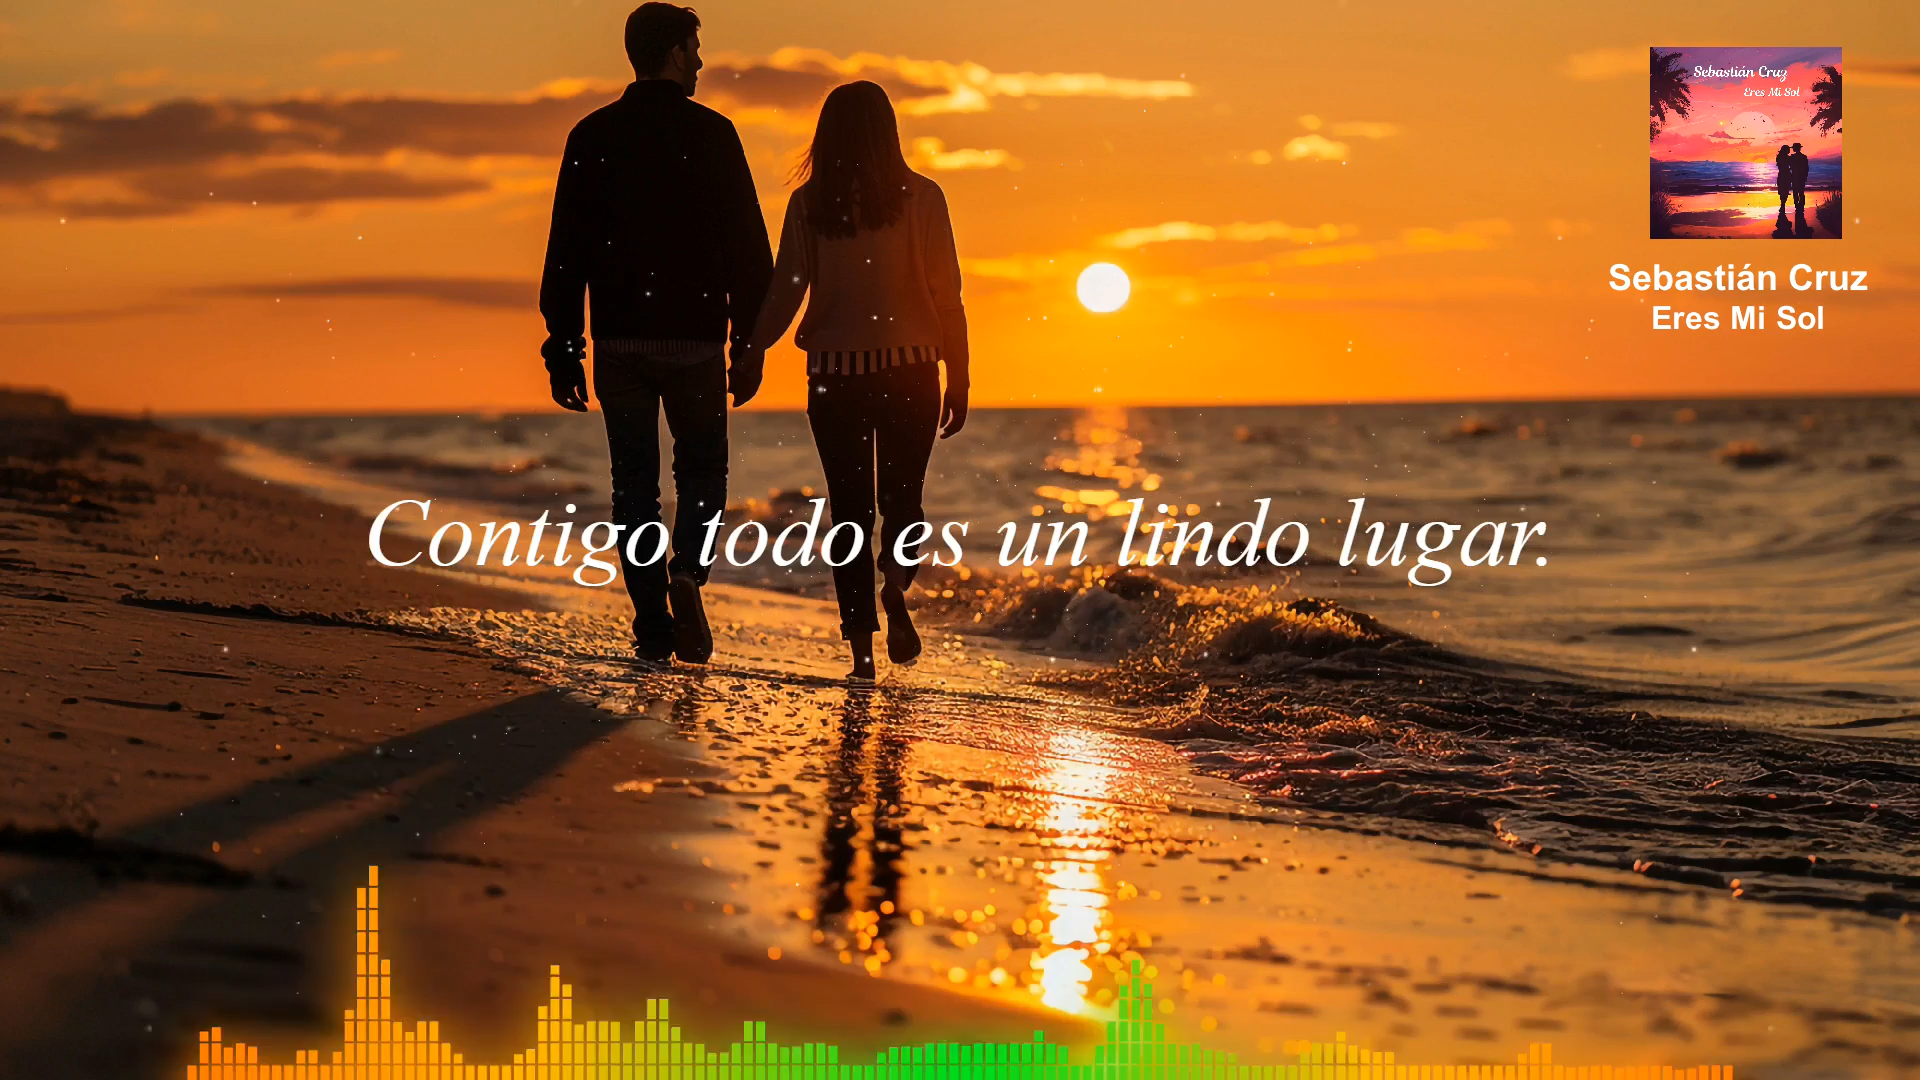 Sebastián Cruz
Eres Mi Sol
Sebastián Cruz
Eres Mi Sol
Contigo todo es un lindo lugar.